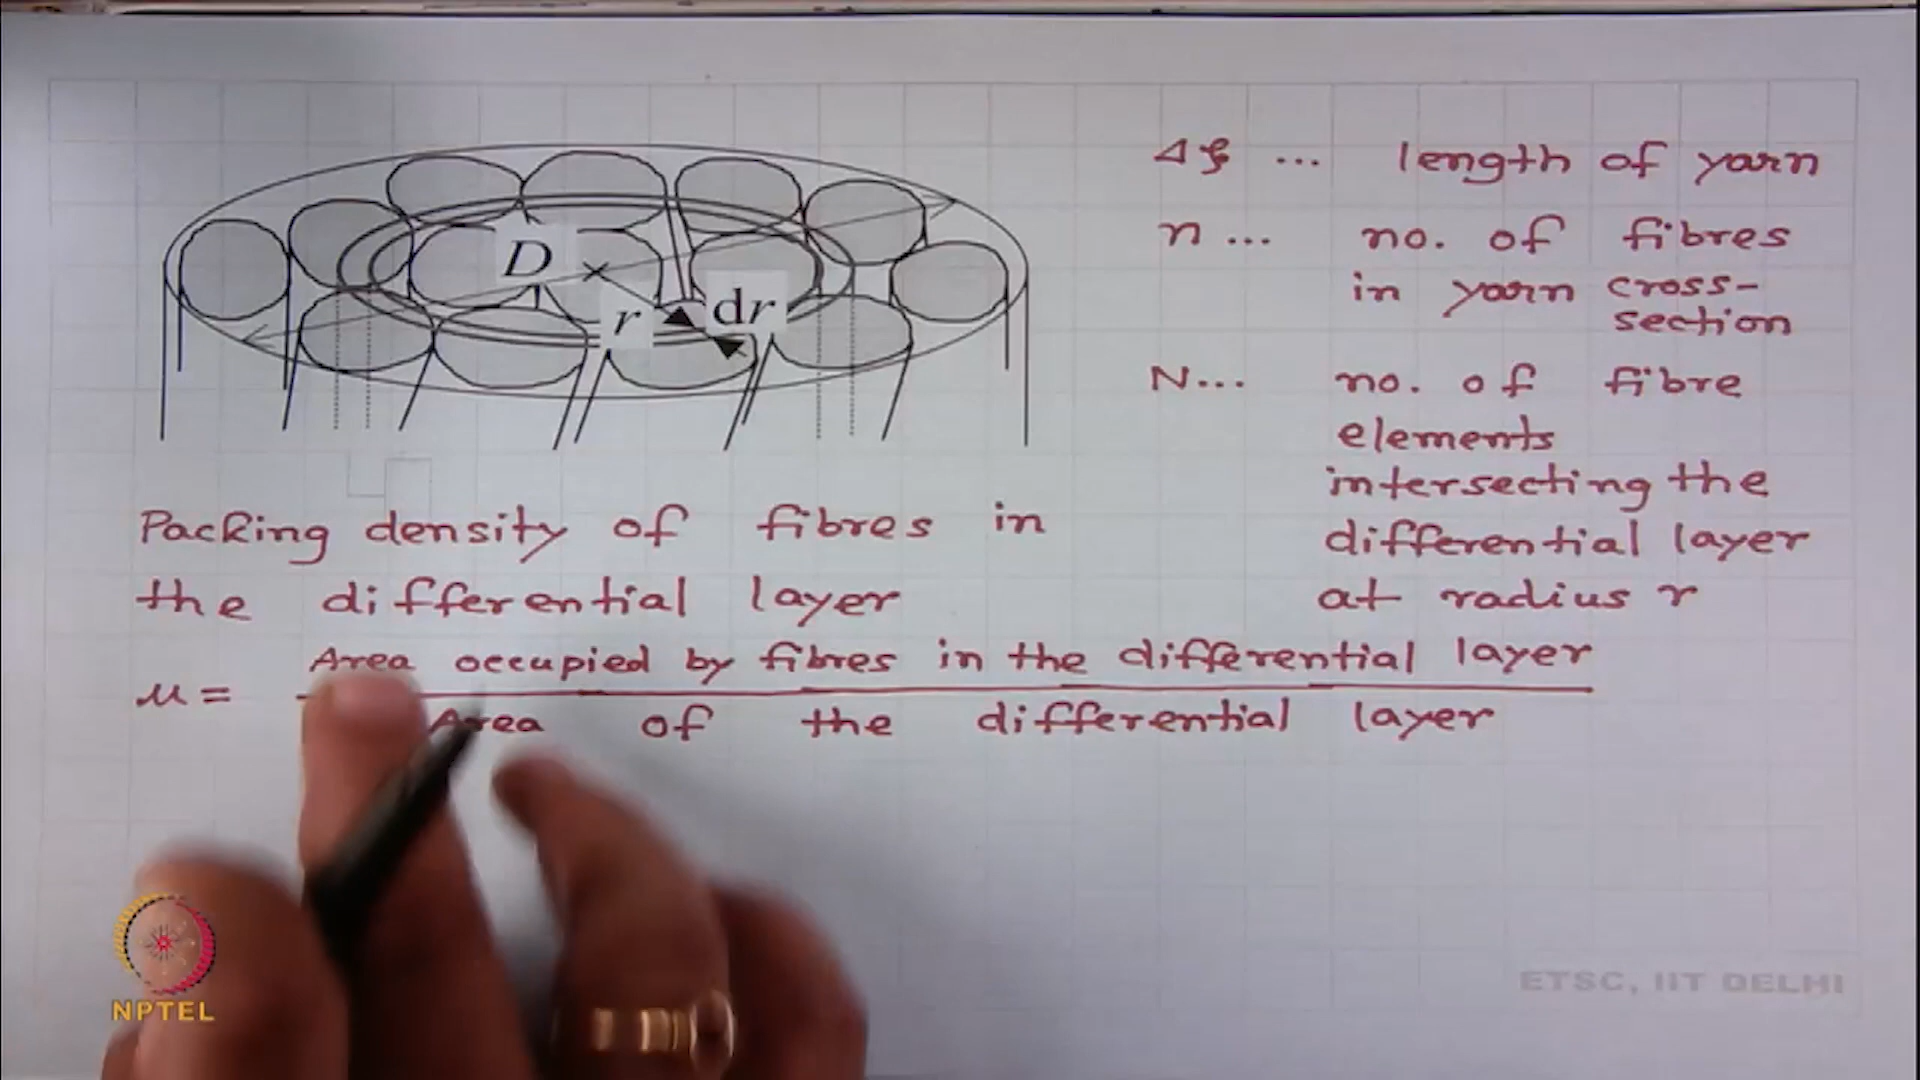 D
r
dr
Δξ ... length of yarn
n ... no. of fibres
in yarn cross-
section
N... no. of fibre
elements
intersecting the
differential layer
at radius r
Packing density of fibres in
the differential layer
μ = Area occupied by fibres in the differential layer
Area of the differential layer
NPTEL
ETSC, IIT DELHI